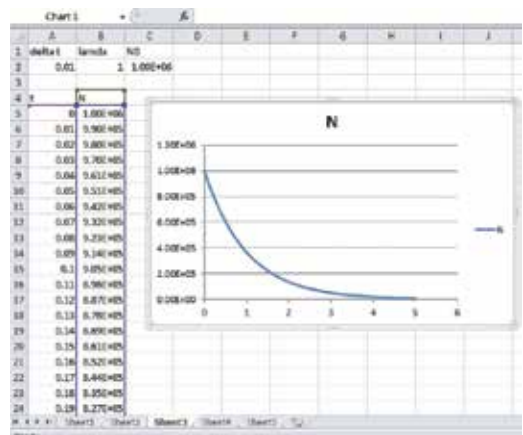 Chart 1
A B C D E F G H I J
1 delta t lamda N0
2 0.01 1 1.00E+06
3
4 t N
5 0 1.00E+06
6 0.01 9.90E+05
7 0.02 9.80E+05
8 0.03 9.70E+05
9 0.04 9.61E+05
10 0.05 9.51E+05
11 0.06 9.42E+05
12 0.07 9.32E+05
13 0.08 9.23E+05
14 0.09 9.14E+05
15 0.1 9.05E+05
16 0.11 8.96E+05
17 0.12 8.87E+05
18 0.13 8.78E+05
19 0.14 8.69E+05
20 0.15 8.61E+05
21 0.16 8.52E+05
22 0.17 8.44E+05
23 0.18 8.35E+05
24 0.19 8.27E+05
N
1.20E+06
1.00E+06
8.00E+05
6.00E+05
4.00E+05
2.00E+05
0.00E+00
0 1 2 3 4 5 6
N
Sheet1 Sheet2 Sheet3 Sheet4 Sheet5